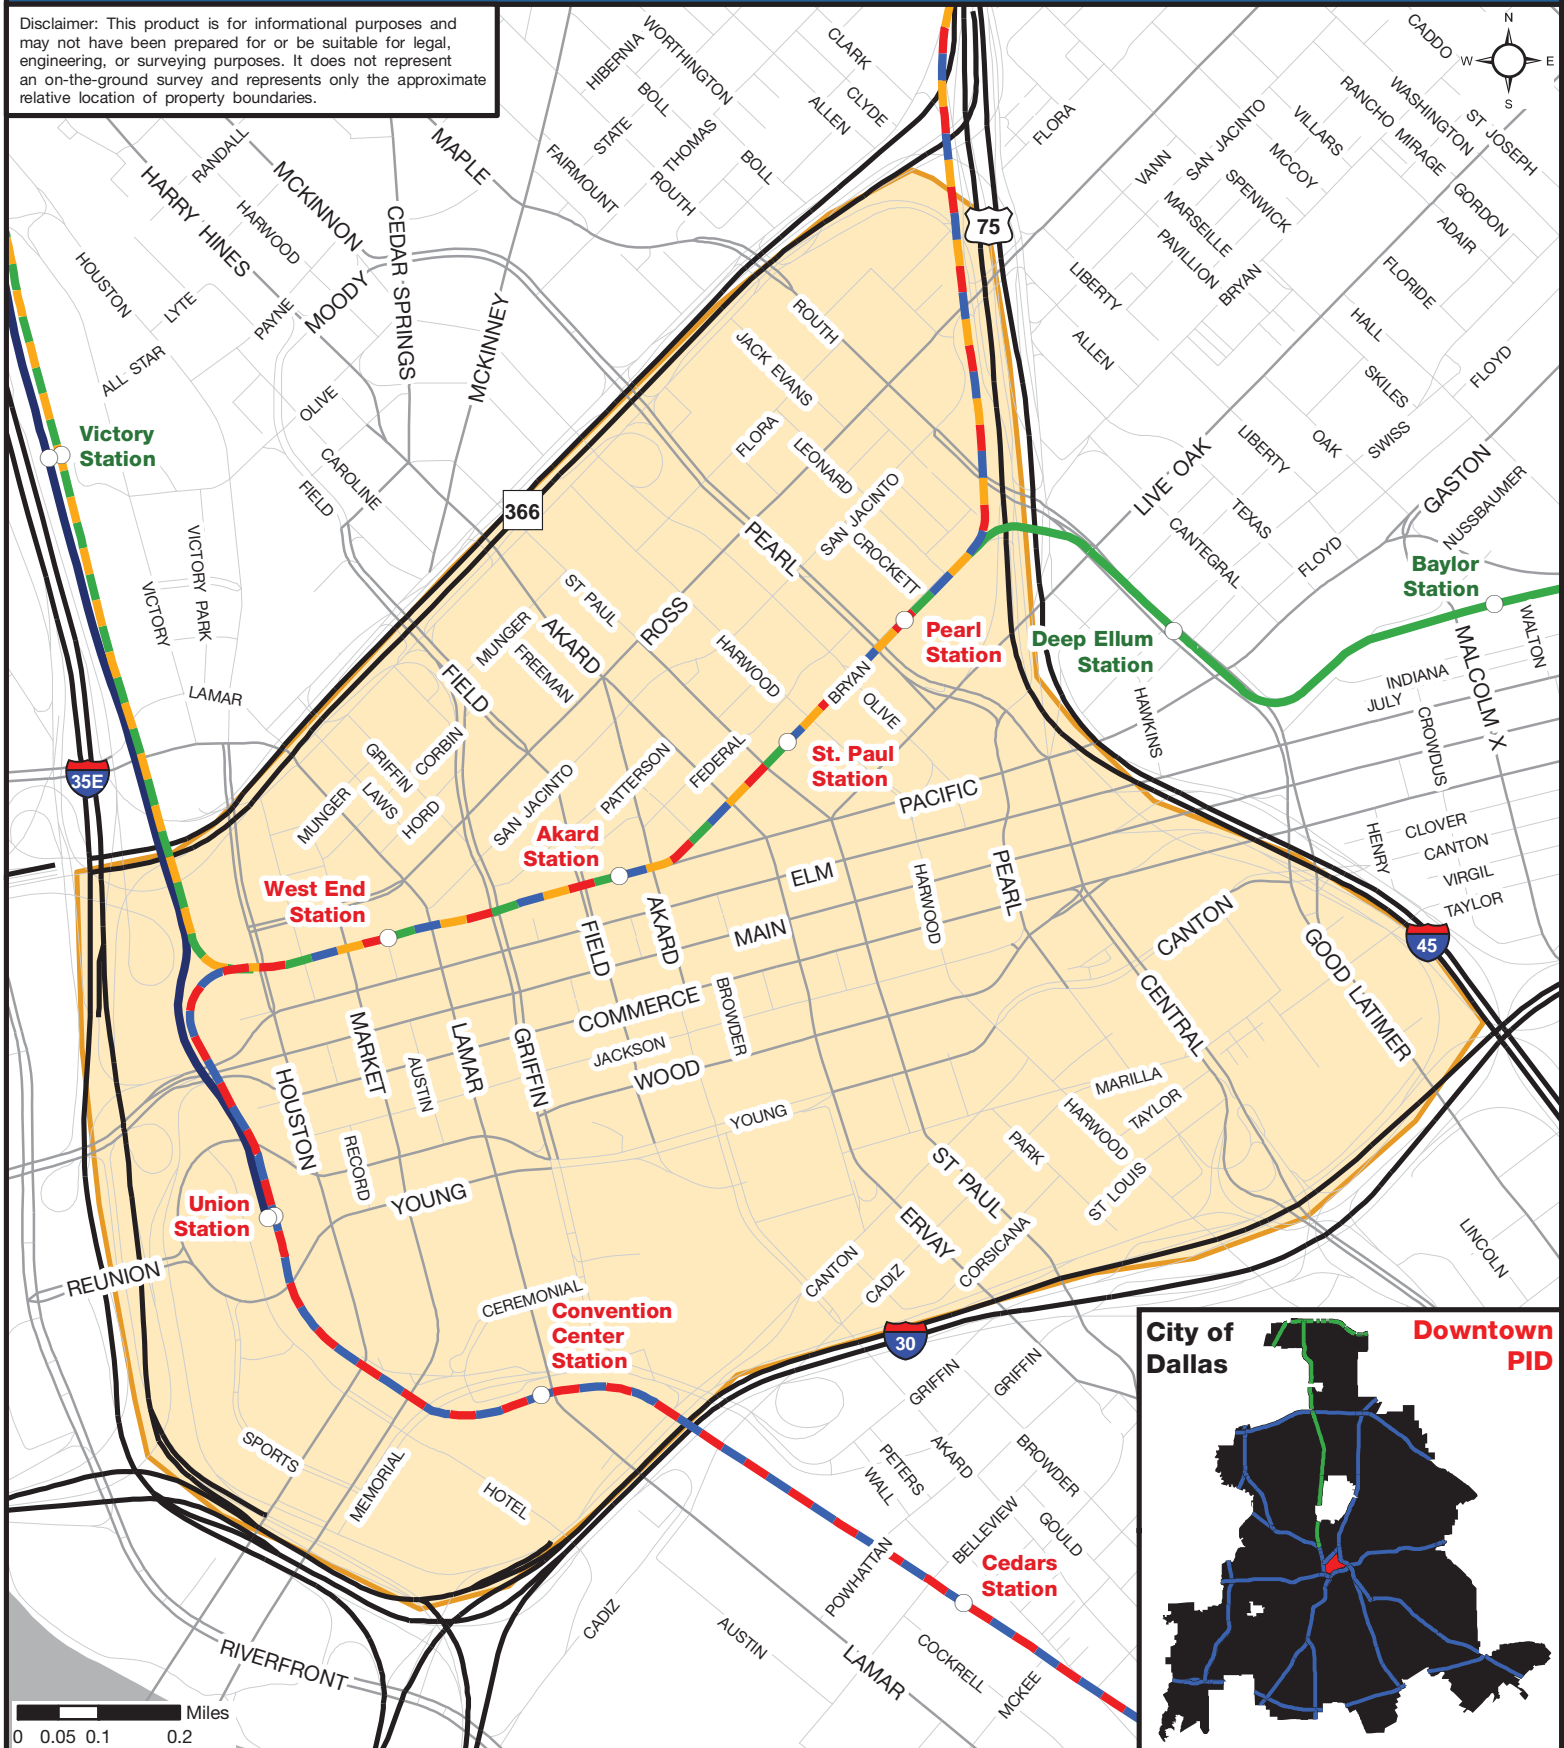 Disclaimer: This product is for informational purposes and
may not have been prepared for or be suitable for legal,
engineering, or surveying purposes. It does not represent
an on-the-ground survey and represents only the approximate
relative location of property boundaries.
N
W
E
S
CADDO
WORTHINGTON
HIBERNIA
CLARK
BOLL
CLYDE
ALLEN
STATE
THOMAS
BOLL
FAIRMOUNT
ROUTH
FLORA
WASHINGTON
RANCHO MIRAGE
ST JOSEPH
VILLARS
SAN JACINTO
MCCOY
VANN
SPENWICK
MARSEILLE
PAVILLION
BRYAN
GORDON
ADAIR
LIBERTY
FLORIDE
HALL
ALLEN
SKILES
FLOYD
SWISS
OAK
LIBERTY
LIVE OAK
TEXAS
CANTEGRAL
FLOYD
GASTON
NUSSBAUMER
MAPLE
RANDALL
MCKINNON
HARRY HINES
HARWOOD
CEDAR SPRINGS
MOODY
HOUSTON
LYTE
PAYNE
MCKINNEY
ALL STAR
OLIVE
CAROLINE
FIELD
Victory
Station
VICTORY PARK
VICTORY
LAMAR
75
366
35E
45
30
ROUTH
JACK EVANS
FLORA
LEONARD
SAN JACINTO
CROCKETT
PEARL
ST PAUL
ROSS
AKARD
MUNGER
FREEMAN
HARWOOD
FIELD
BRYAN
OLIVE
Pearl
Station
Deep Ellum
Station
Baylor
Station
WALTON
MALCOLM X
INDIANA
JULY
CROWDUS
HAWKINS
HENRY
CLOVER
CANTON
VIRGIL
TAYLOR
GRIFFIN
CORBIN
LAWS
MUNGER
HORD
SAN JACINTO
PATTERSON
FEDERAL
St. Paul
Station
PACIFIC
Akard
Station
ELM
West End
Station
HARWOOD
PEARL
FIELD
AKARD
MAIN
CANTON
GOOD LATIMER
COMMERCE
BROWDER
CENTRAL
MARKET
LAMAR
GRIFFIN
JACKSON
WOOD
AUSTIN
HOUSTON
YOUNG
MARILLA
TAYLOR
HARWOOD
PARK
ST LOUIS
RECORD
YOUNG
ST PAUL
ERVAY
CORSICANA
CANTON
CADIZ
Union
Station
REUNION
CEREMONIAL
Convention
Center
Station
LINCOLN
SPORTS
MEMORIAL
HOTEL
GRIFFIN
GRIFFIN
AKARD
BROWDER
PETERS
WALL
BELLEVIEW
GOULD
POWHATTAN
Cedars
Station
CADIZ
AUSTIN
LAMAR
COCKRELL
MCKEE
RIVERFRONT
City of
Dallas
Downtown
PID
Miles
0 0.05 0.1 0.2